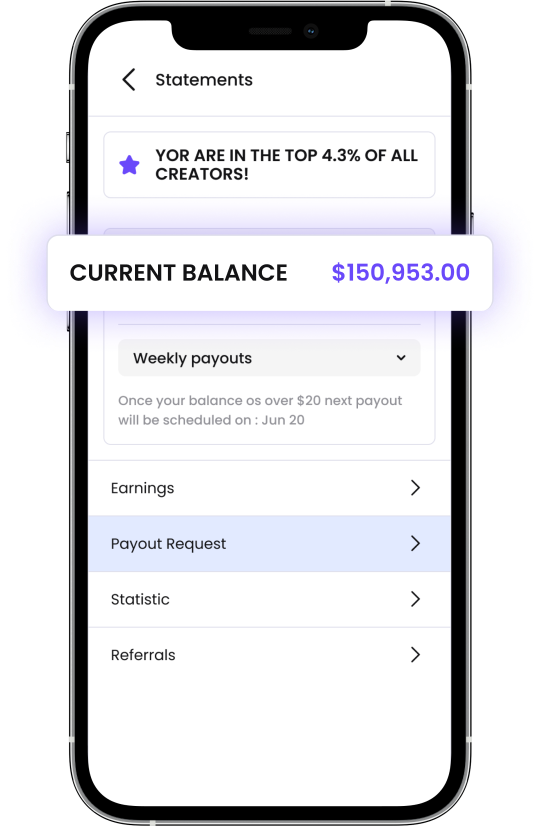 Statements
YOR ARE IN THE TOP 4.3% OF ALL
CREATORS!
CURRENT BALANCE $150,953.00
Weekly payouts
Once your balance os over $20 next payout
will be scheduled on : Jun 20
Earnings
Payout Request
Statistic
Referrals